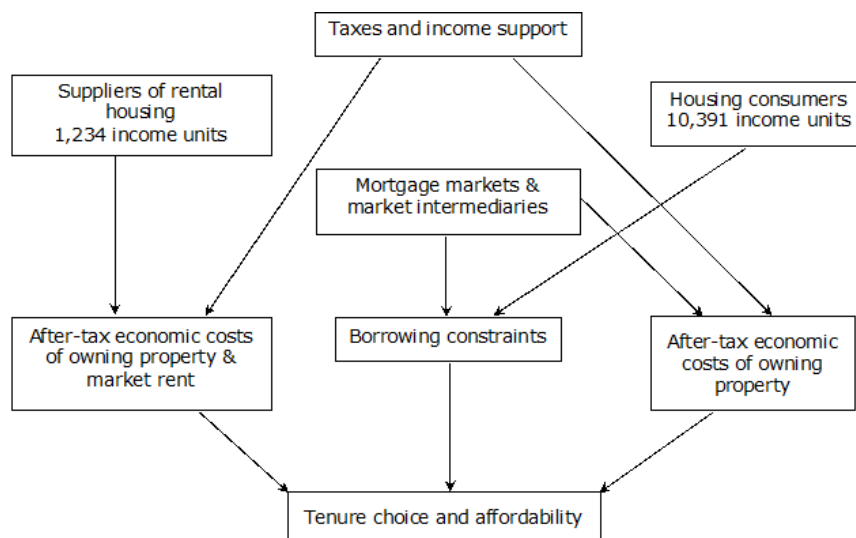 Taxes and income support
Suppliers of rental
housing
1,234 income units
Housing consumers
10,391 income units
Mortgage markets &
market intermediaries
After-tax economic costs
of owning property &
market rent
Borrowing constraints
After-tax economic
costs of owning
property
Tenure choice and affordability